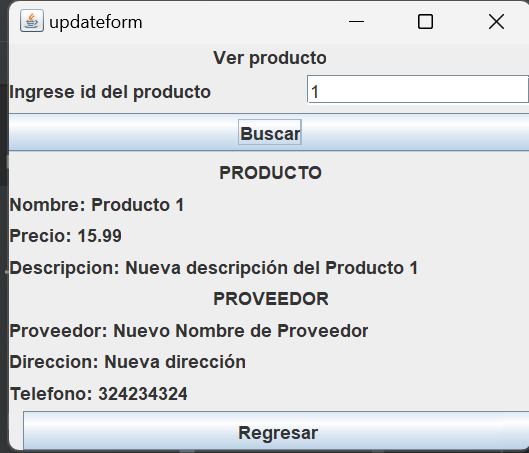 updateform
Ver producto
Ingrese id del producto 1
Buscar
PRODUCTO
Nombre: Producto 1
Precio: 15.99
Descripcion: Nueva descripción del Producto 1
PROVEEDOR
Proveedor: Nuevo Nombre de Proveedor
Direccion: Nueva dirección
Telefono: 324234324
Regresar